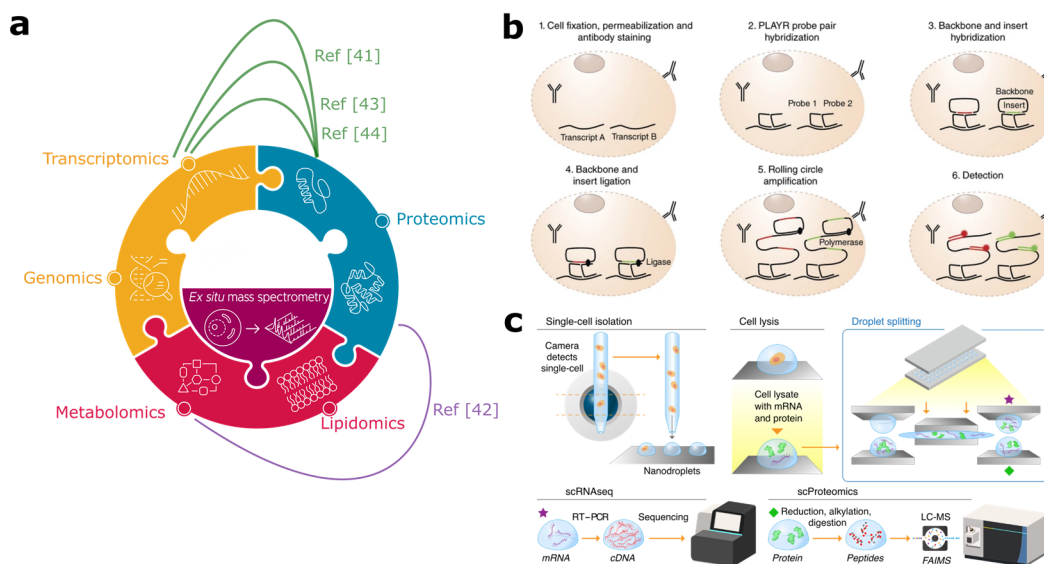 a
Ref [41]
Ref [43]
Ref [44]
Transcriptomics
Proteomics
Genomics
Ex situ mass spectrometry
Metabolomics
Lipidomics
Ref [42]
b
1. Cell fixation, permeabilization and
antibody staining
2. PLAYR probe pair
hybridization
3. Backbone and insert
hybridization
Transcript A
Transcript B
Probe 1
Probe 2
Backbone
Insert
4. Backbone and
insert ligation
5. Rolling circle
amplification
6. Detection
Ligase
Polymerase
c
Single-cell isolation
Camera
detects
single-cell
Nanodroplets
Cell lysis
Cell lysate
with mRNA
and protein
Droplet splitting
scRNAseq
RT-PCR
Sequencing
mRNA
cDNA
scProteomics
Reduction, alkylation,
digestion
Protein
Peptides
LC-MS
FAIMS